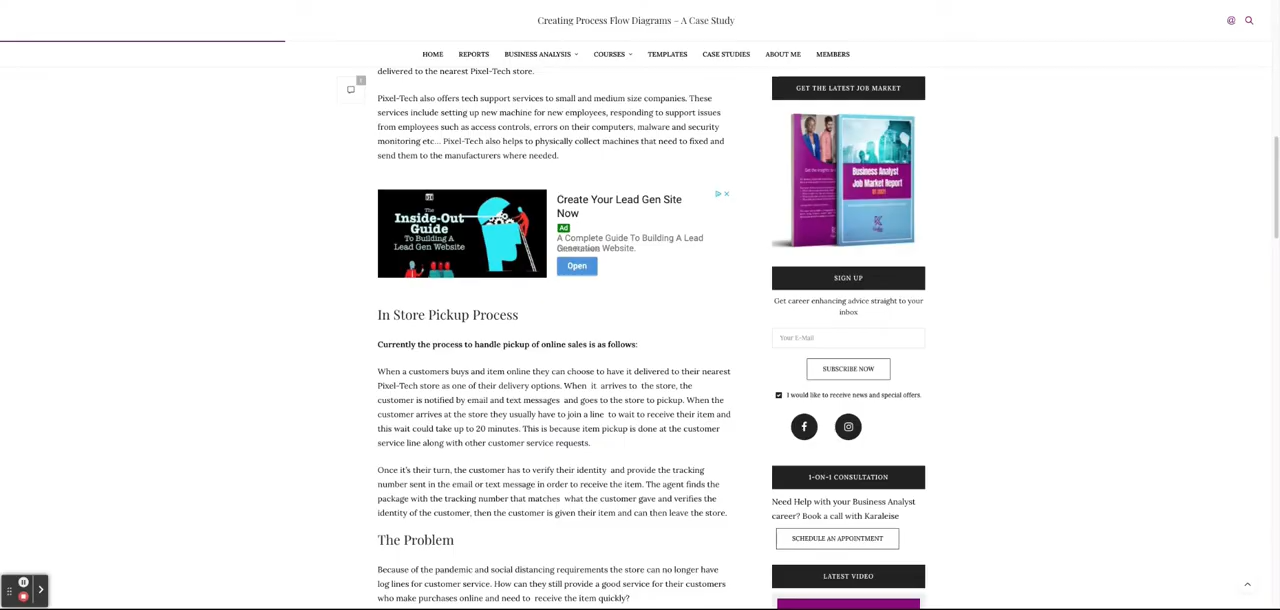 Creating Process Flow Diagrams – A Case Study
@
HOME REPORTS BUSINESS ANALYSIS COURSES TEMPLATES CASE STUDIES ABOUT ME MEMBERS
delivered to the nearest Pixel-Tech store.
1
Pixel-Tech also offers tech support services to small and medium size companies. These
services include setting up new machine for new employees, responding to support issues
from employees such as access controls, errors on their computers, malware and security
monitoring etc... Pixel-Tech also helps to physically collect machines that need to fixed and
send them to the manufacturers where needed.
The
Inside-Out
Guide
To Building A
Lead Gen Website
Create Your Lead Gen Site
Now
Ad
A Complete Guide To Building A Lead
Generation Website.
Open
In Store Pickup Process
Currently the process to handle pickup of online sales is as follows:
When a customers buys and item online they can choose to have it delivered to their nearest
Pixel-Tech store as one of their delivery options. When it arrives to the store, the
customer is notified by email and text messages and goes to the store to pickup. When the
customer arrives at the store they usually have to join a line to wait to receive their item and
this wait could take up to 20 minutes. This is because item pickup is done at the customer
service line along with other customer service requests.
Once it's their turn, the customer has to verify their identity and provide the tracking
number sent in the email or text message in order to receive the item. The agent finds the
package with the tracking number that matches what the customer gave and verifies the
identity of the customer, then the customer is given their item and can then leave the store.
The Problem
Because of the pandemic and social distancing requirements the store can no longer have
log lines for customer service. How can they still provide a good service for their customers
who make purchases online and need to receive the item quickly?
GET THE LATEST JOB MARKET
Business Analyst
Job Market Report
SIGN UP
Get career enhancing advice straight to your
inbox
Your E-Mail
SUBSCRIBE NOW
I would like to receive news and special offers.
1-ON-1 CONSULTATION
Need Help with your Business Analyst
career? Book a call with Karaleise
SCHEDULE AN APPOINTMENT
LATEST VIDEO